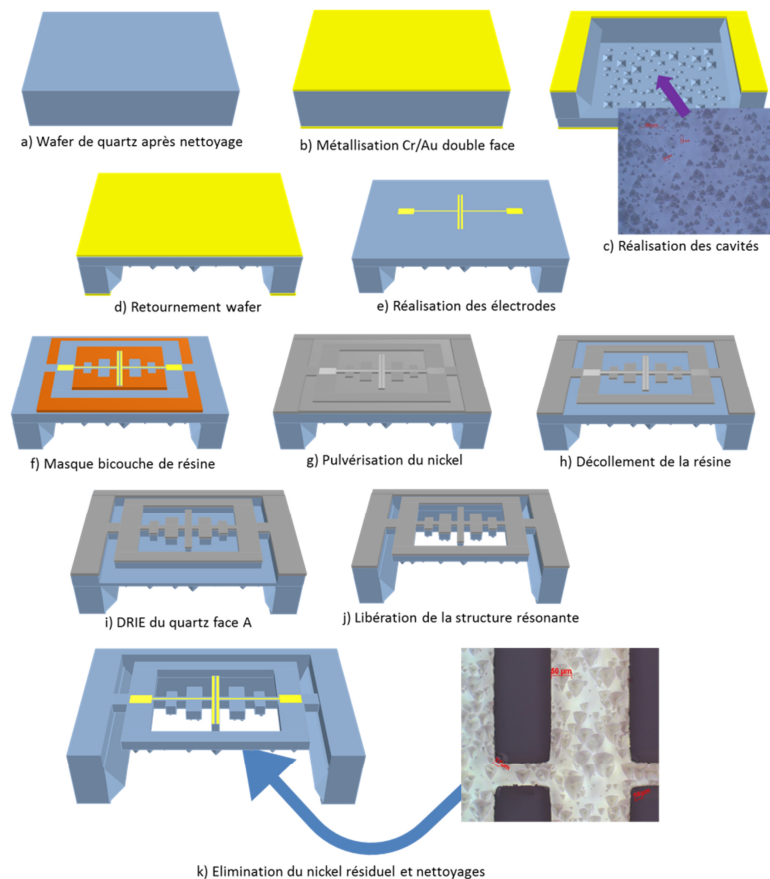 a) Wafer de quartz après nettoyage
b) Métallisation Cr/Au double face
c) Réalisation des cavités
d) Retournement wafer
e) Réalisation des électrodes
f) Masque bicouche de résine
g) Pulvérisation du nickel
h) Décollement de la résine
i) DRIE du quartz face A
j) Libération de la structure résonante
k) Elimination du nickel résiduel et nettoyages